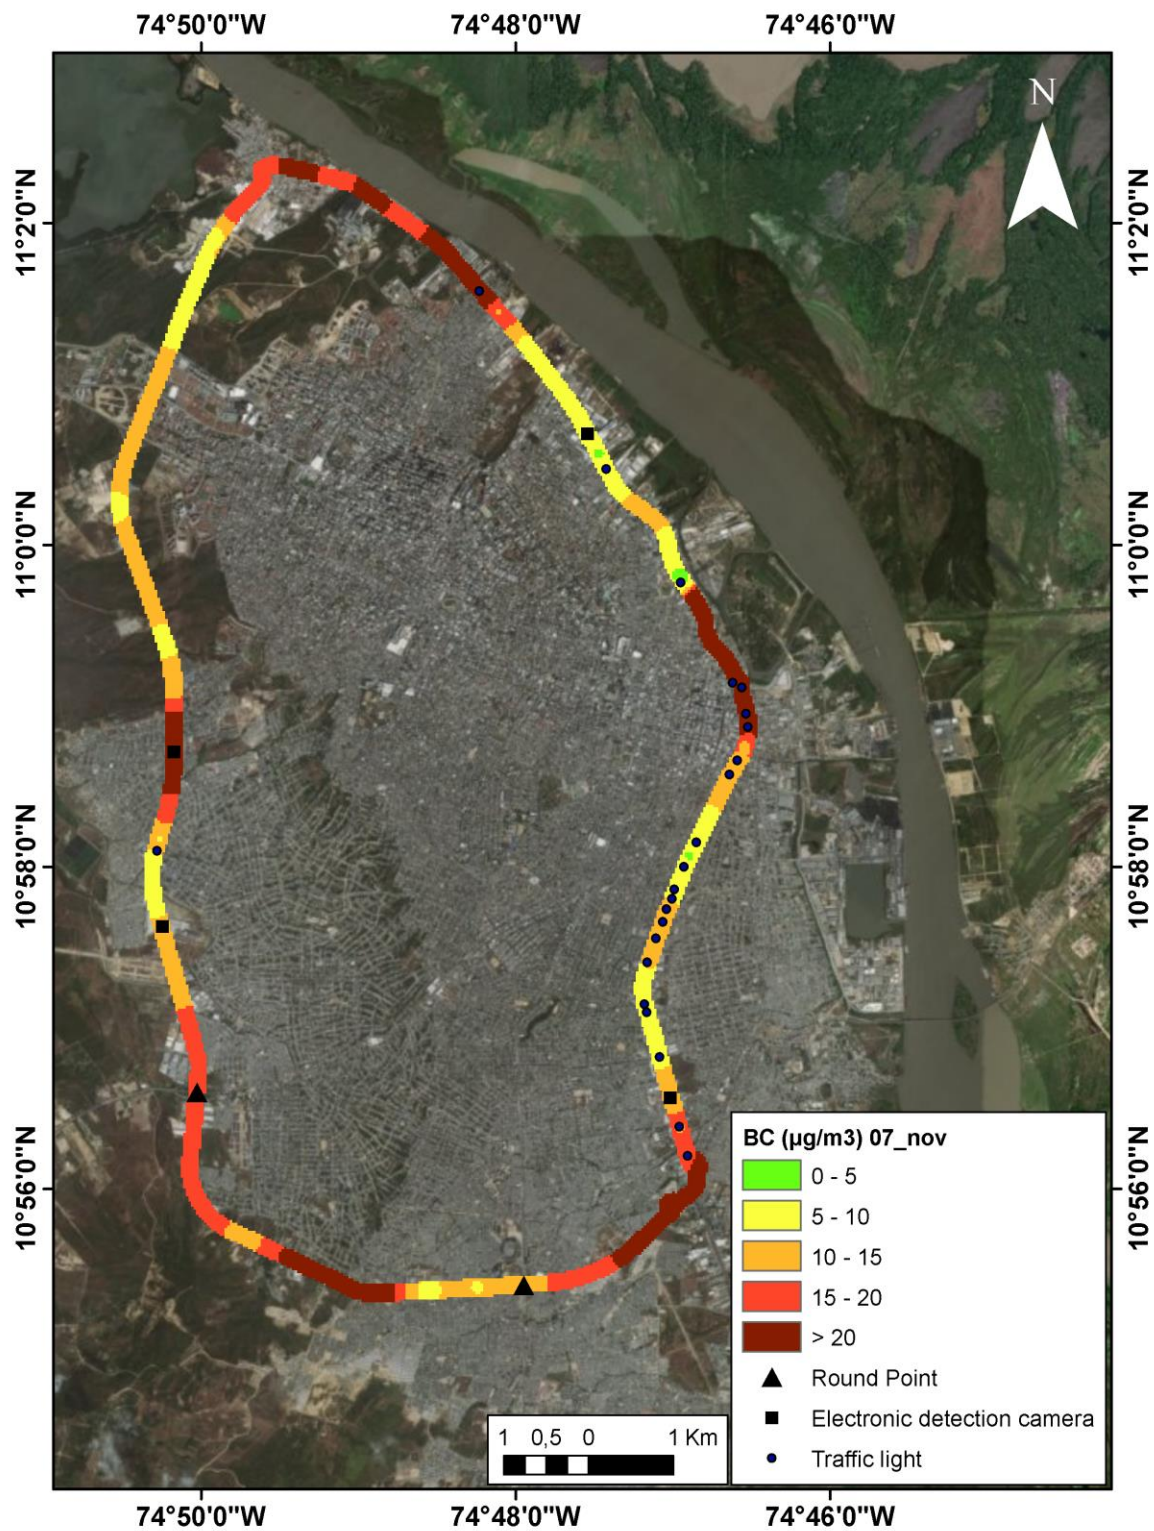 74°50'0"W 74°48'0"W 74°46'0"W
N
11°2'0"N 11°2'0"N
11°0'0"N 11°0'0"N
10°58'0"N 10°58'0"N
10°56'0"N 10°56'0"N
BC (µg/m3) 07_nov
0 - 5
5 - 10
10 - 15
15 - 20
> 20
Round Point
Electronic detection camera
Traffic light
1 0,5 0 1 Km
74°50'0"W 74°48'0"W 74°46'0"W